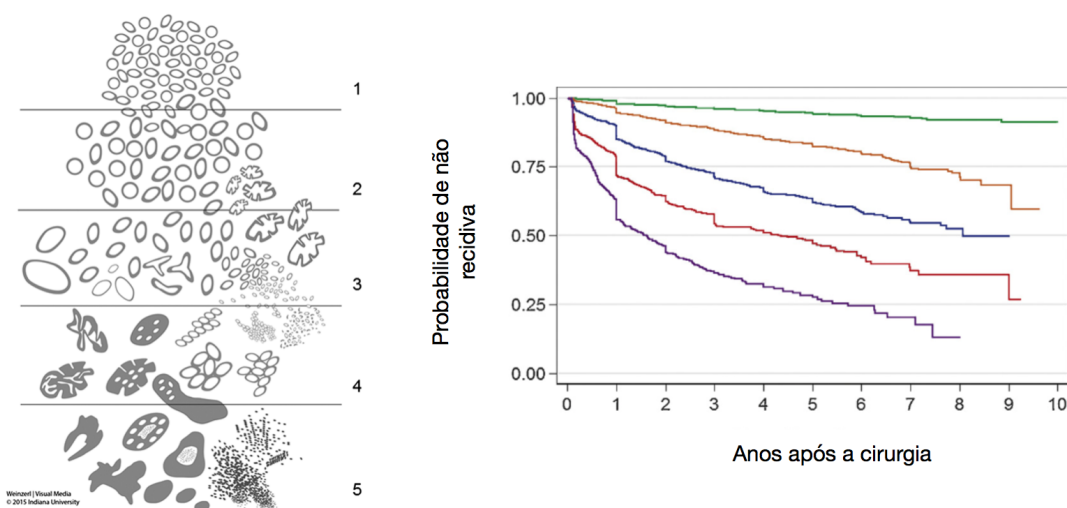 1
2
3
4
5
Weinzerl | Visual Media
© 2015 Indiana University
Probabilidade de não
recidiva
1.00
0.75
0.50
0.25
0.00
0 1 2 3 4 5 6 7 8 9 10
Anos após a cirurgia